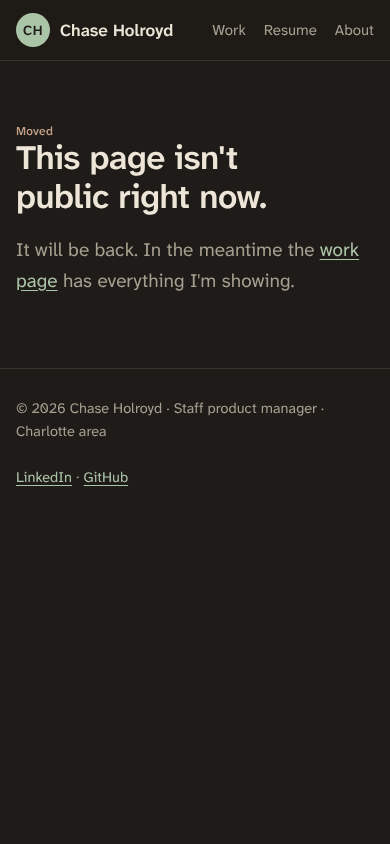 CH Chase Holroyd Work Resume About
Moved
This page isn't
public right now.
It will be back. In the meantime the work
page has everything I'm showing.
© 2026 Chase Holroyd · Staff product manager ·
Charlotte area
LinkedIn · GitHub